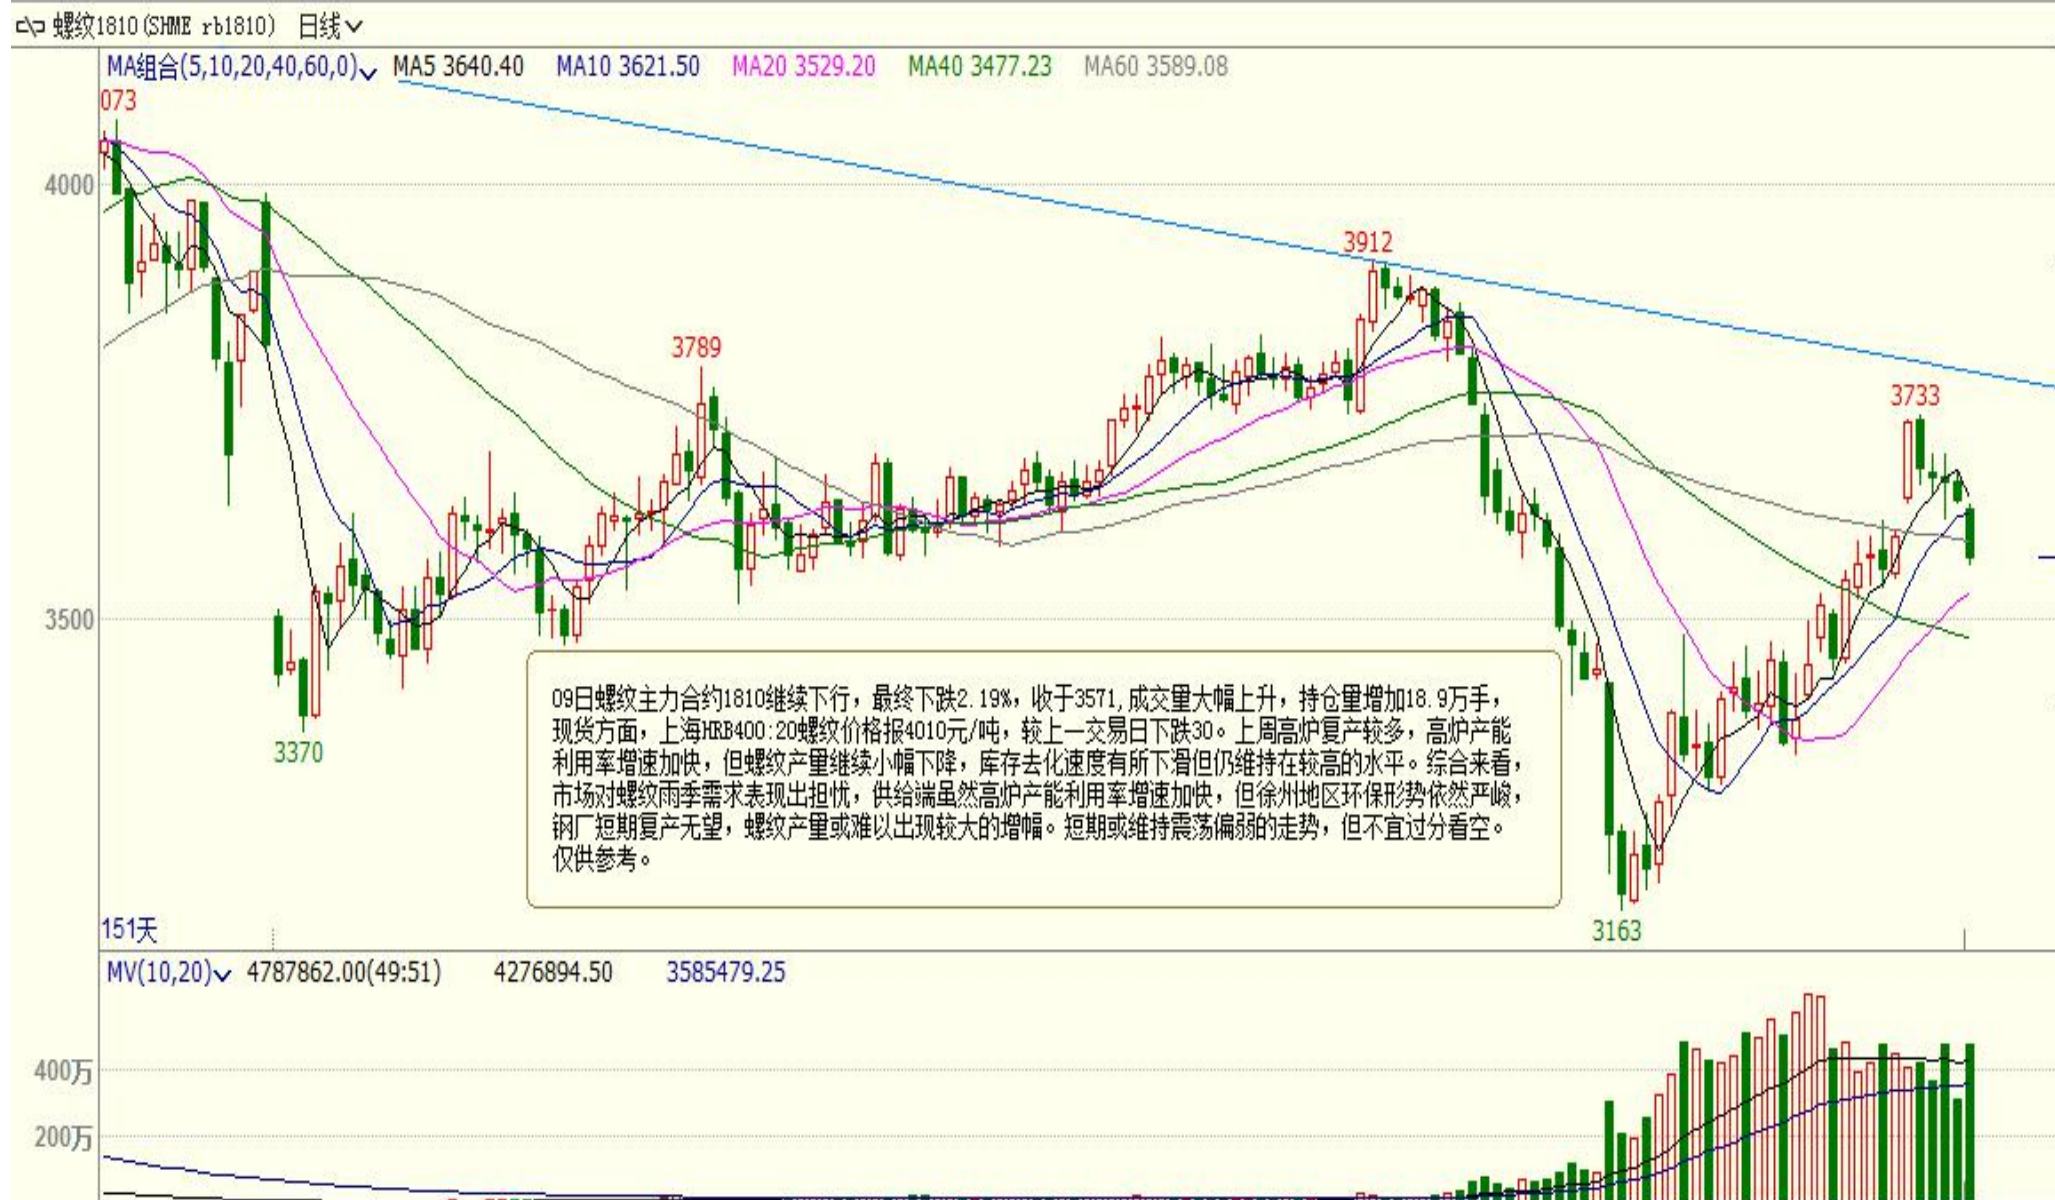 螺纹1810(SHME rb1810) 日线
MA组合(5,10,20,40,60,0) MA5 3640.40 MA10 3621.50 MA20 3529.20 MA40 3477.23 MA60 3589.08
073
4000
3912
3789
3733
3500
3370
09日螺纹主力合约1810继续下行，最终下跌2.19%，收于3571,成交量大幅上升，持仓量增加18.9万手，
现货方面，上海HRB400:20螺纹价格报4010元/吨，较上一交易日下跌30。上周高炉复产较多，高炉产能
利用率增速加快，但螺纹产量继续小幅下降，库存去化速度有所下滑但仍维持在较高的水平。综合来看，
市场对螺纹雨季需求表现出担忧，供给端虽然高炉产能利用率增速加快，但徐州地区环保形势依然严峻，
钢厂短期复产无望，螺纹产量或难以出现较大的增幅。短期或维持震荡偏弱的走势，但不宜过分看空。
仅供参考。
151天
3163
MV(10,20) 4787862.00(49:51) 4276894.50 3585479.25
400万
200万